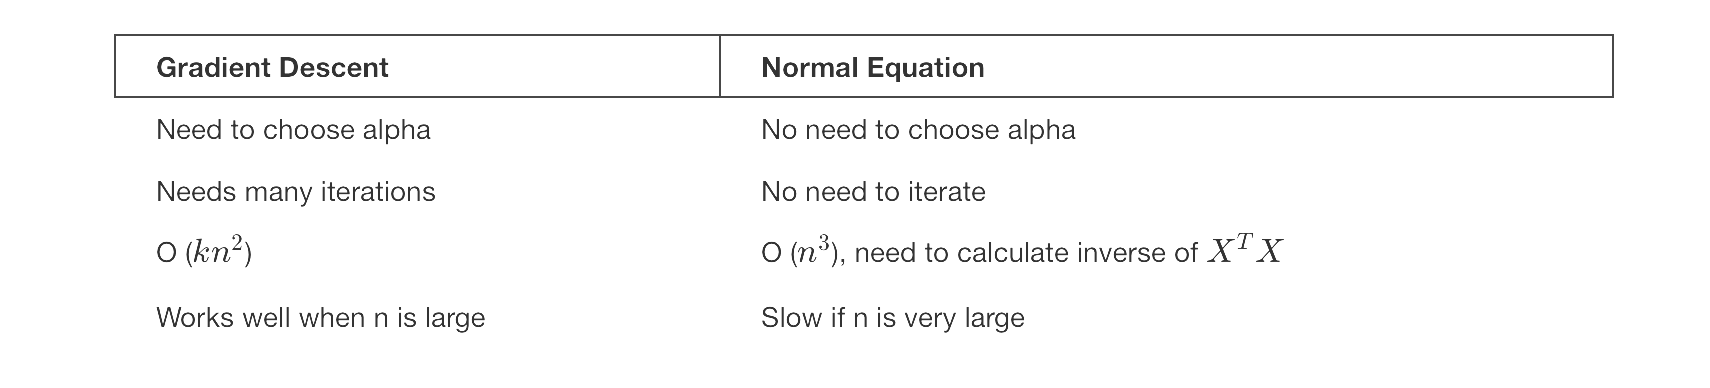 Gradient Descent Normal Equation
Need to choose alpha No need to choose alpha
Needs many iterations No need to iterate
O (kn²) O (n³), need to calculate inverse of XᵀX
Works well when n is large Slow if n is very large